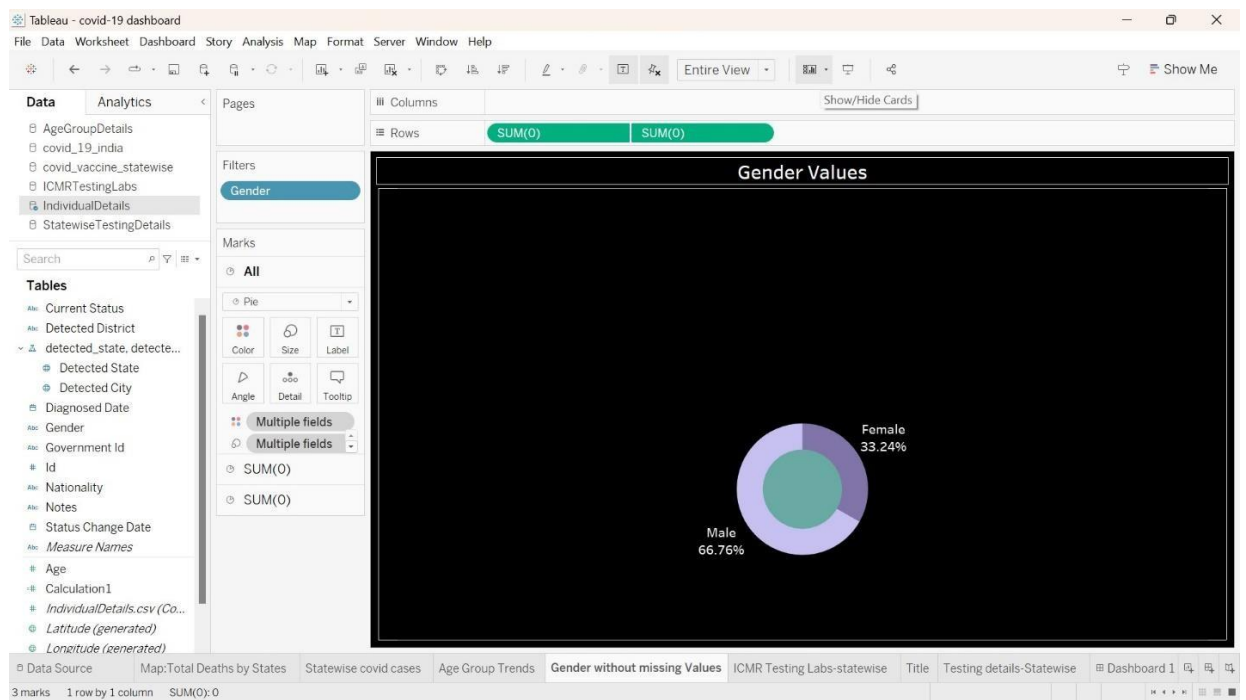 Tableau - covid-19 dashboard
File Data Worksheet Dashboard Story Analysis Map Format Server Window Help
Entire View
Show Me
Data Analytics
Pages
Columns
Show/Hide Cards
AgeGroupDetails
covid_19_india
Rows SUM(0) SUM(0)
covid_vaccine_statewise
ICMRTestingLabs
IndividualDetails
StatewiseTestingDetails
Search
Tables
Abc Current Status
Abc Detected District
detected_state, detecte...
Detected State
Detected City
Diagnosed Date
Abc Gender
Abc Government Id
# Id
Abc Nationality
Abc Notes
Status Change Date
Abc Measure Names
# Age
=# Calculation1
# IndividualDetails.csv (Co...
Latitude (generated)
Longitude (generated)
Filters
Gender
Marks
All
Pie
Color Size Label
Angle Detail Tooltip
Multiple fields
Multiple fields
SUM(0)
SUM(0)
Gender Values
Female
33.24%
Male
66.76%
Data Source Map:Total Deaths by States Statewise covid cases Age Group Trends Gender without missing Values ICMR Testing Labs-statewise Title Testing details-Statewise Dashboard 1
3 marks 1 row by 1 column SUM(0): 0